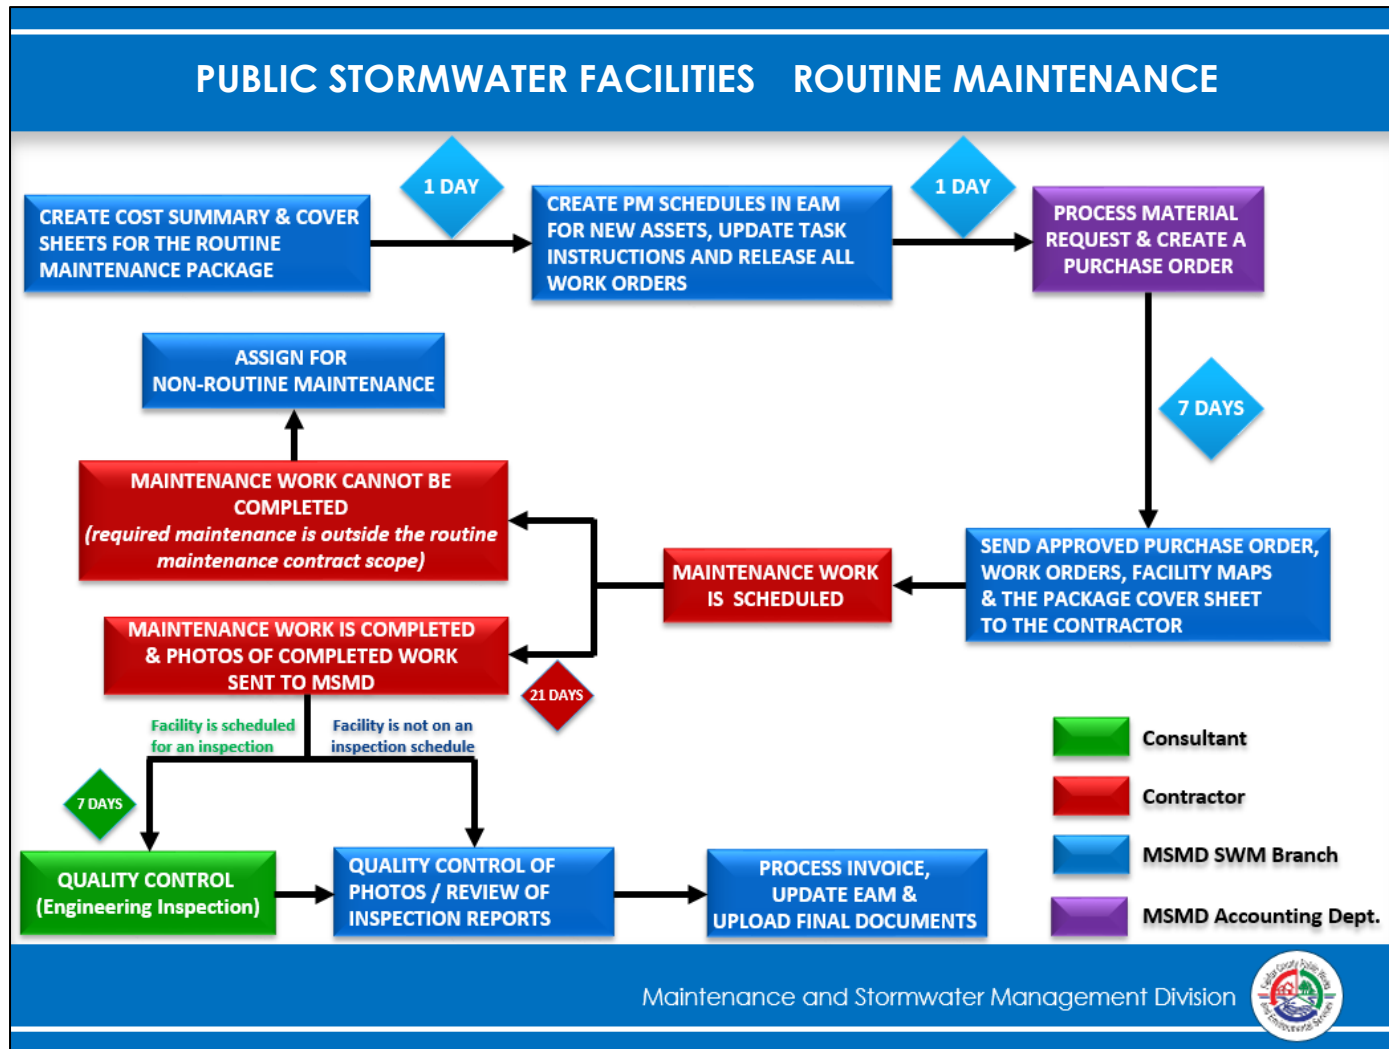 PUBLIC STORMWATER FACILITIES ROUTINE MAINTENANCE
CREATE COST SUMMARY & COVER
SHEETS FOR THE ROUTINE
MAINTENANCE PACKAGE
1 DAY
CREATE PM SCHEDULES IN EAM
FOR NEW ASSETS, UPDATE TASK
INSTRUCTIONS AND RELEASE ALL
WORK ORDERS
1 DAY
PROCESS MATERIAL
REQUEST & CREATE A
PURCHASE ORDER
7 DAYS
SEND APPROVED PURCHASE ORDER,
WORK ORDERS, FACILITY MAPS
& THE PACKAGE COVER SHEET
TO THE CONTRACTOR
MAINTENANCE WORK
IS SCHEDULED
ASSIGN FOR
NON-ROUTINE MAINTENANCE
MAINTENANCE WORK CANNOT BE
COMPLETED
(required maintenance is outside the routine
maintenance contract scope)
MAINTENANCE WORK IS COMPLETED
& PHOTOS OF COMPLETED WORK
SENT TO MSMD
21 DAYS
Facility is scheduled
for an inspection
Facility is not on an
inspection schedule
7 DAYS
QUALITY CONTROL
(Engineering Inspection)
QUALITY CONTROL OF
PHOTOS / REVIEW OF
INSPECTION REPORTS
PROCESS INVOICE,
UPDATE EAM &
UPLOAD FINAL DOCUMENTS
Consultant
Contractor
MSMD SWM Branch
MSMD Accounting Dept.
Maintenance and Stormwater Management Division
Fairfax County Public Works
and Environmental Services